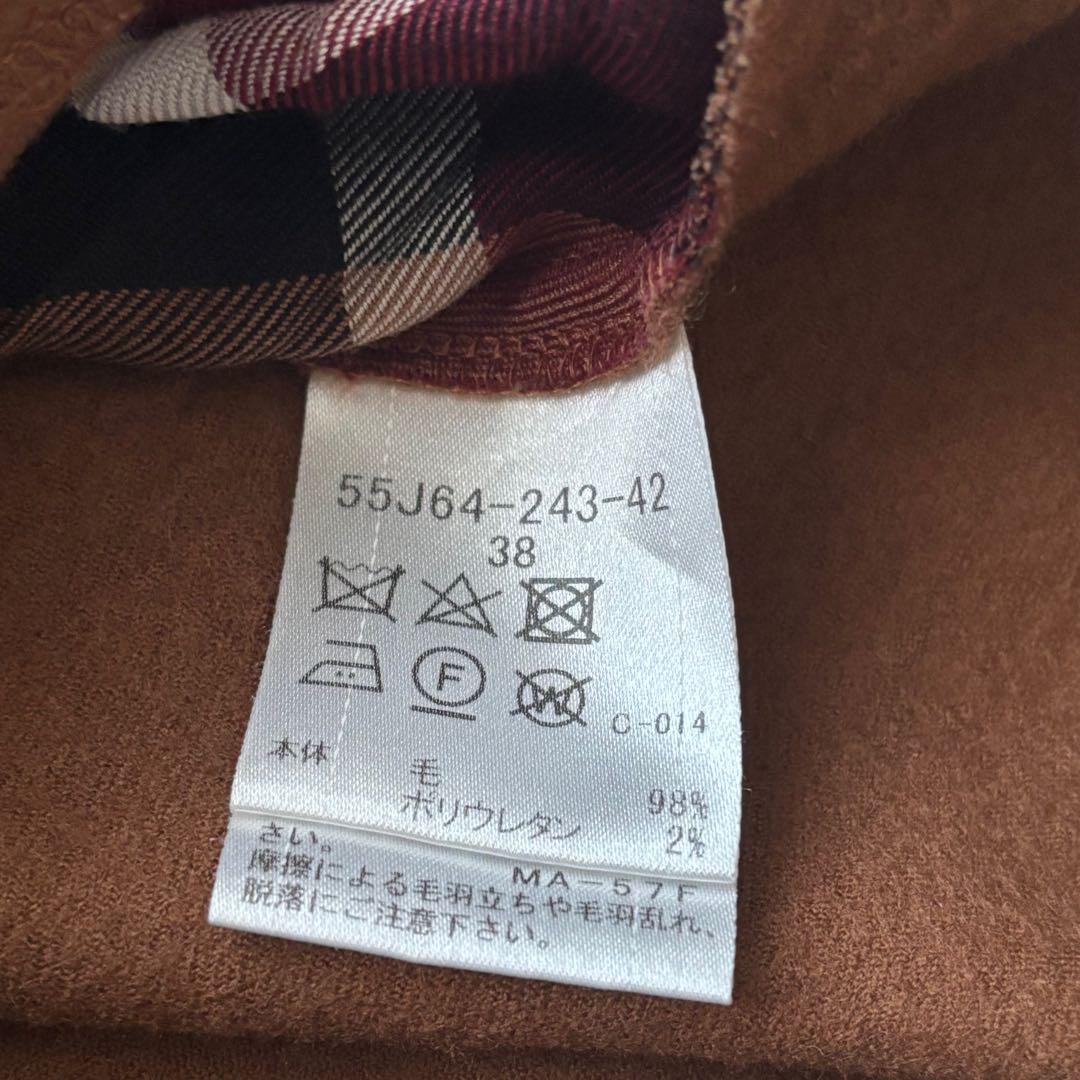 55J64-243-42
38
F W C-014
本体 毛 98%
ポリウレタン 2%
さい。
MA-57F
摩擦による毛羽立ちや毛羽乱れ、
脱落にご注意下さい。